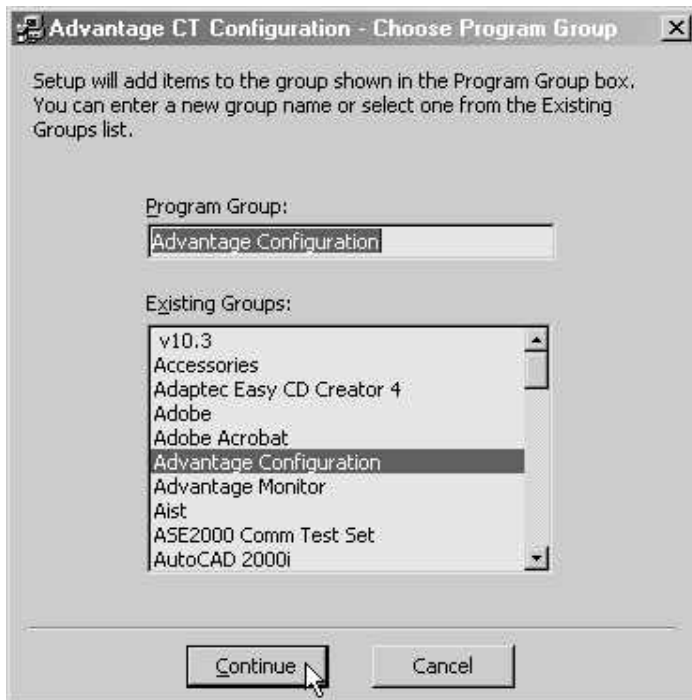 Advantage CT Configuration - Choose Program Group
Setup will add items to the group shown in the Program Group box.
You can enter a new group name or select one from the Existing
Groups list.
Program Group:
Advantage Configuration
Existing Groups:
v10.3
Accessories
Adaptec Easy CD Creator 4
Adobe
Adobe Acrobat
Advantage Configuration
Advantage Monitor
Aist
ASE2000 Comm Test Set
AutoCAD 2000i
Continue
Cancel